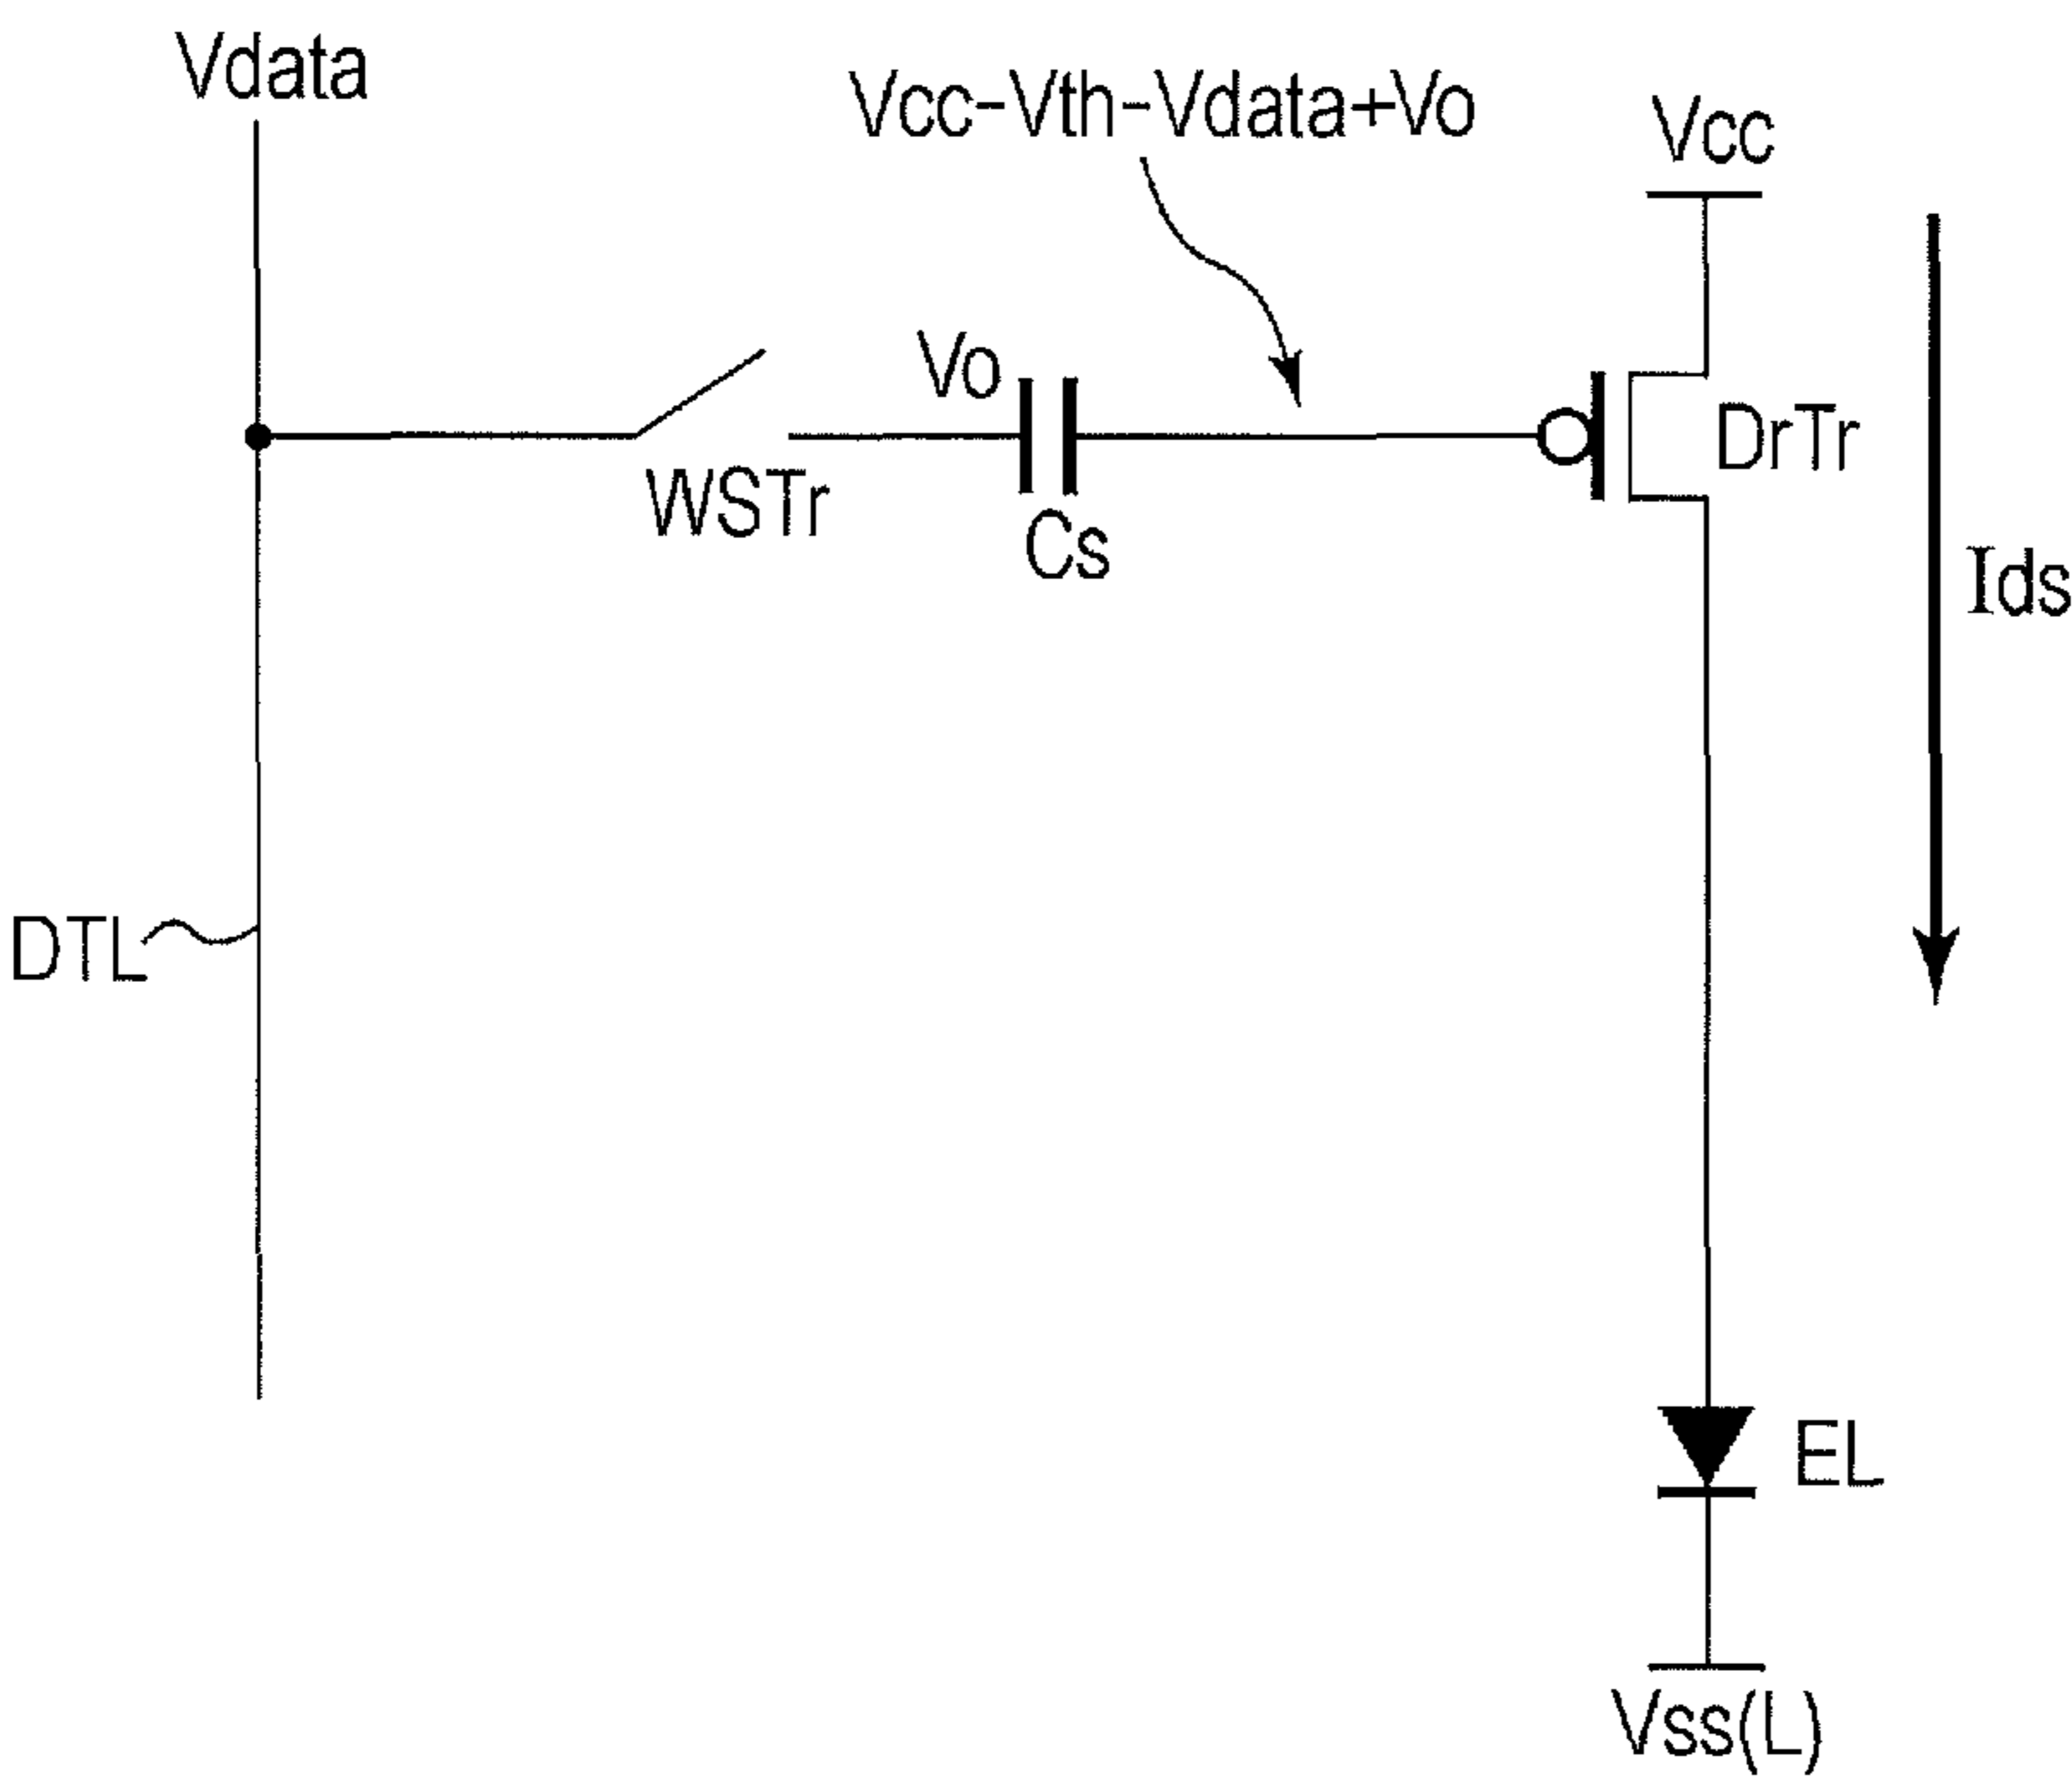 Vdata
Vcc-Vth-Vdata+Vo
Vcc
Vo
DrTr
WSTr
Cs
Ids
DTL
EL
Vss(L)